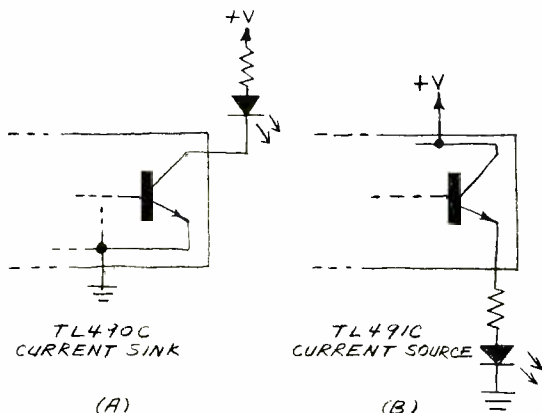 +V
+V
TL490C
CURRENT SINK
TL491C
CURRENT SOURCE
(A)
(B)